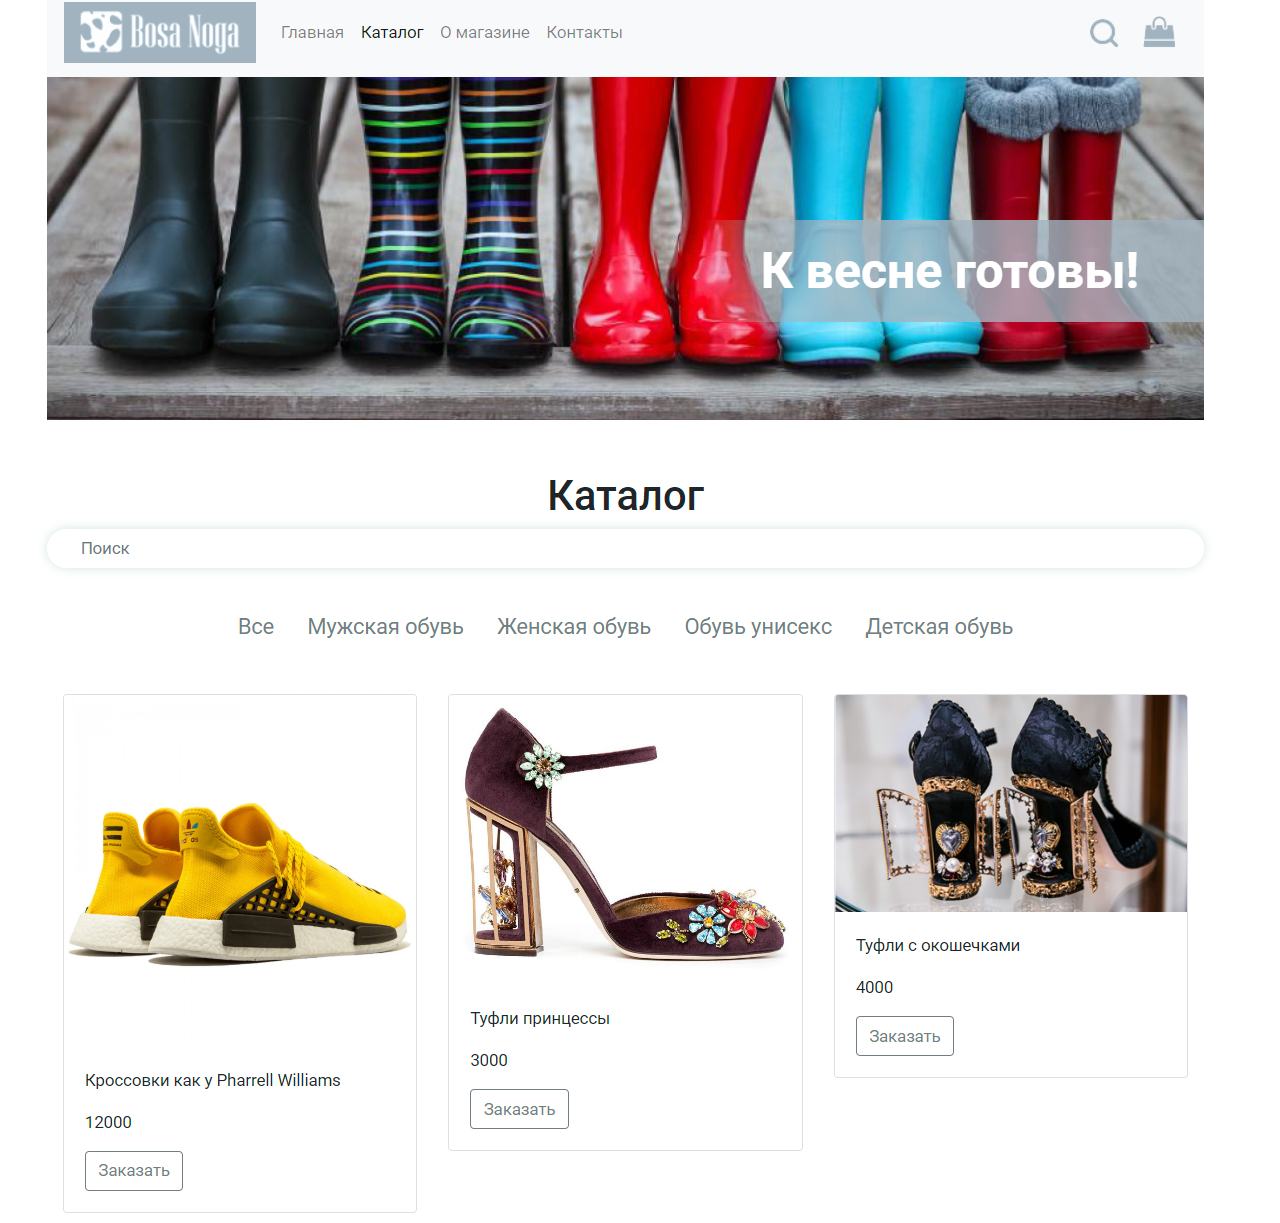 Bosa Noga
Главная Каталог О магазине Контакты
К весне готовы!
Каталог
Поиск
Все Мужская обувь Женская обувь Обувь унисекс Детская обувь
Кроссовки как у Pharrell Williams
12000
Заказать
Туфли принцессы
3000
Заказать
Туфли с окошечками
4000
Заказать